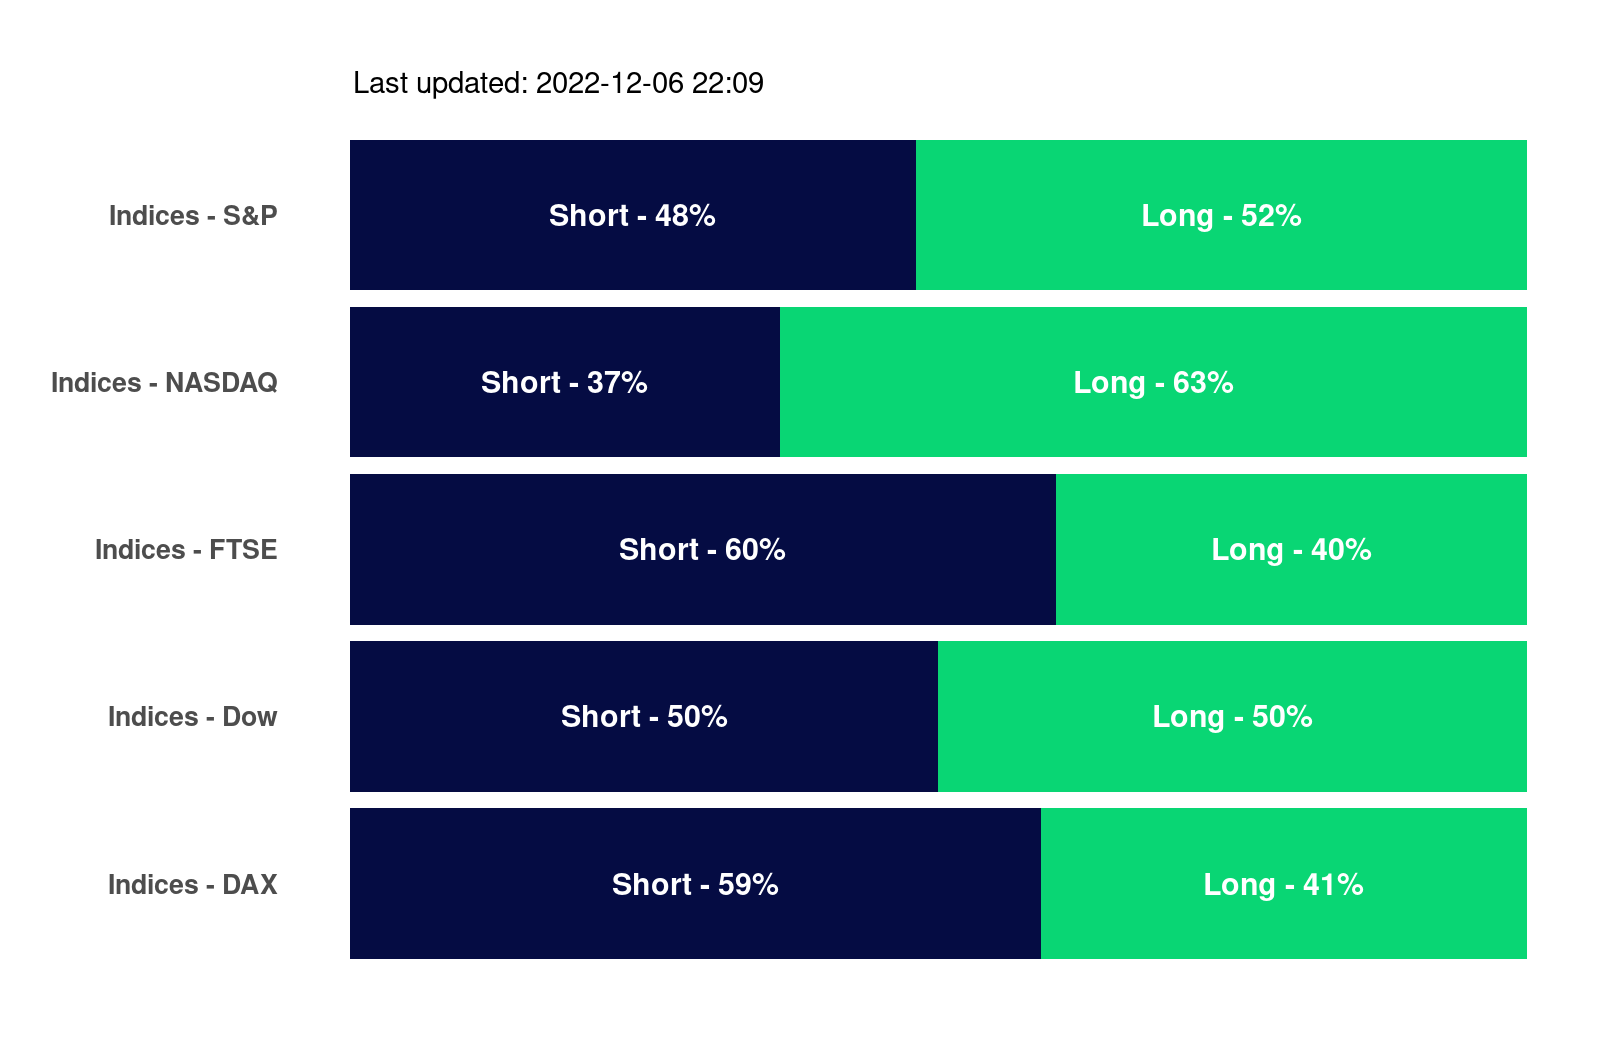 Last updated: 2022-12-06 22:09
Indices - S&P Short - 48% Long - 52%
Indices - NASDAQ Short - 37% Long - 63%
Indices - FTSE Short - 60% Long - 40%
Indices - Dow Short - 50% Long - 50%
Indices - DAX Short - 59% Long - 41%